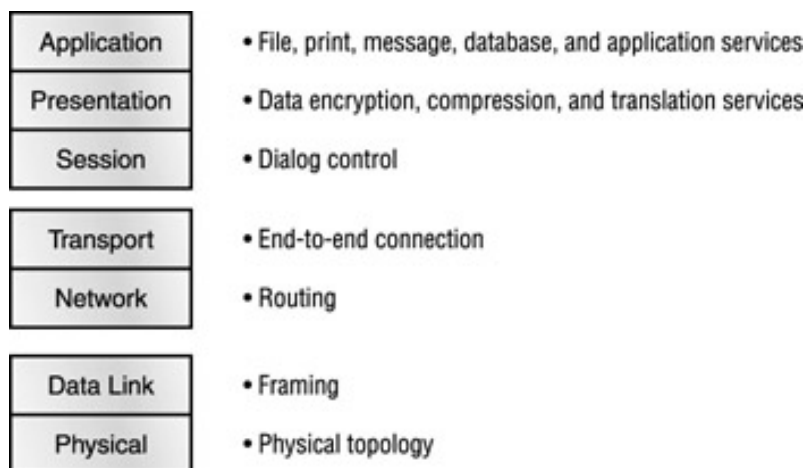 Application • File, print, message, database, and application services
Presentation • Data encryption, compression, and translation services
Session • Dialog control
Transport • End-to-end connection
Network • Routing
Data Link • Framing
Physical • Physical topology